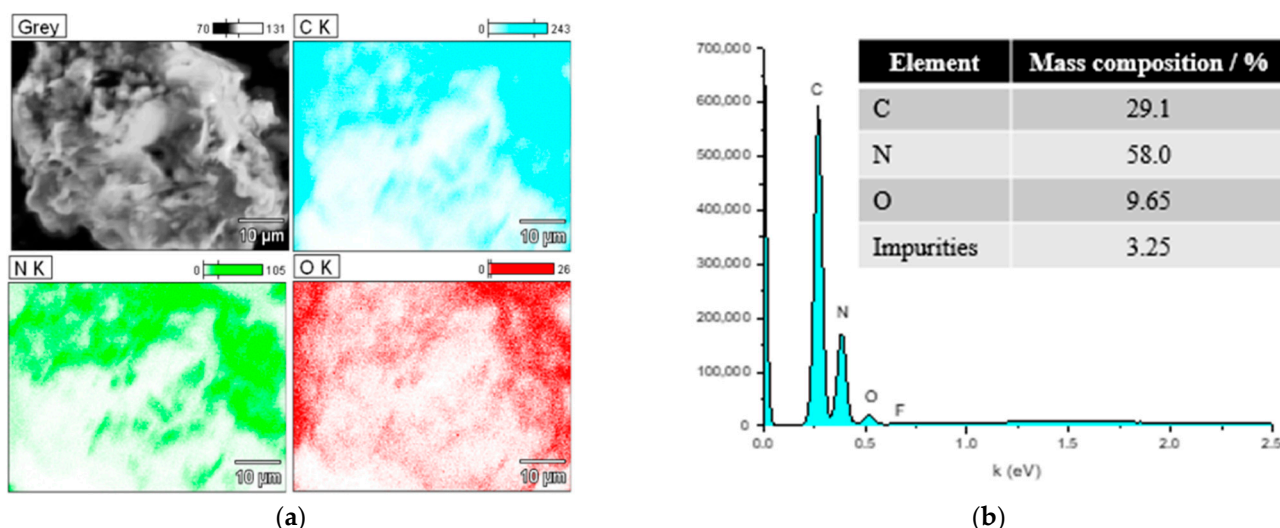 Grey
70 131
C K
0 243
10 µm
10 µm
N K
0 105
O K
0 26
10 µm
10 µm
(a)
700,000
600,000
500,000
400,000
300,000
200,000
100,000
0
C
N
O
F
0.0 0.5 1.0 1.5 2.0 2.5
k (eV)
Element Mass composition / %
C 29.1
N 58.0
O 9.65
Impurities 3.25
(b)